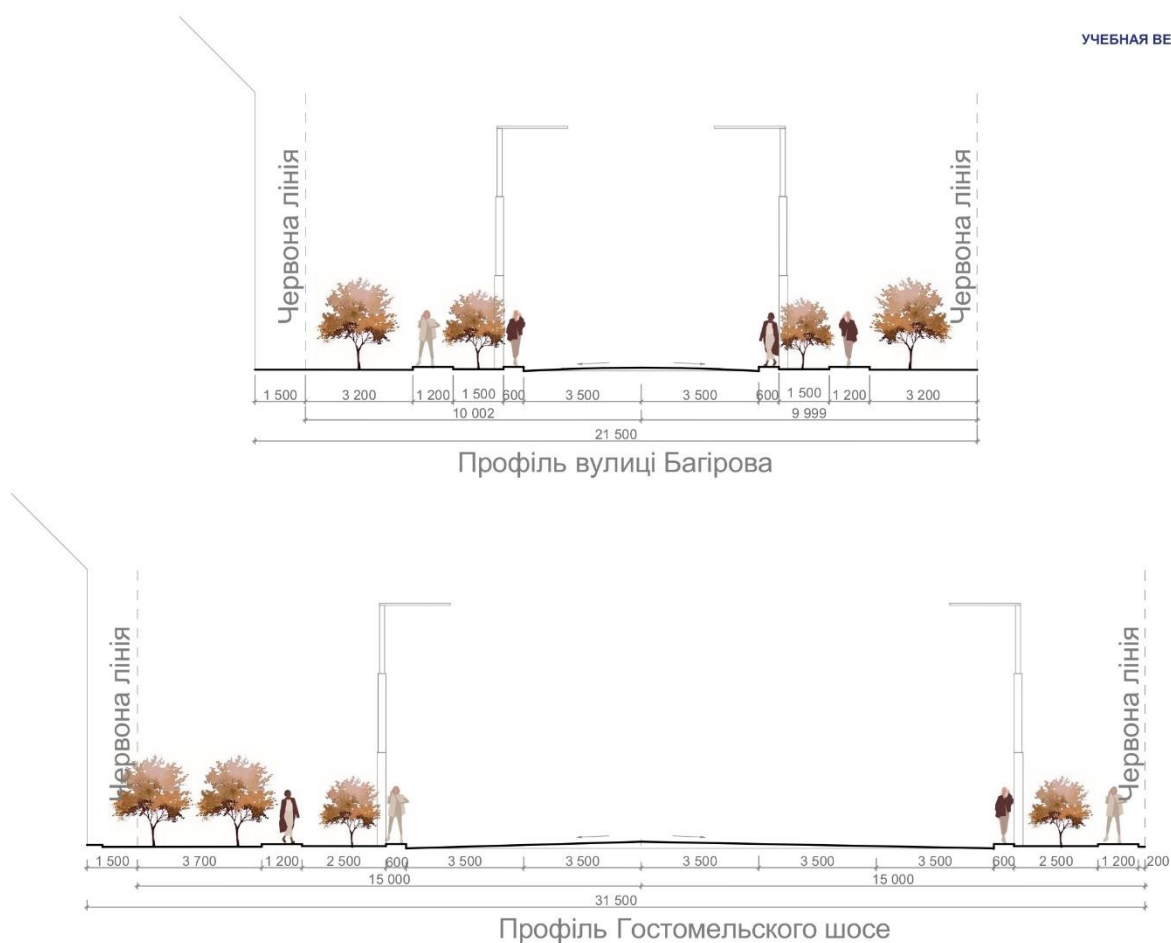 УЧЕБНАЯ ВЕ
Червона лінія
Червона лінія
1 500 3 200 1 200 1 500 600 3 500 3 500 600 1 500 1 200 3 200
10 002 9 999
21 500
Профіль вулиці Багірова
Червона лінія
Червона лінія
1 500 3 700 1 200 2 500 600 3 500 3 500 3 500 3 500 3 500 600 2 500 1 200 200
15 000 15 000
31 500
Профіль Гостомельского шосе